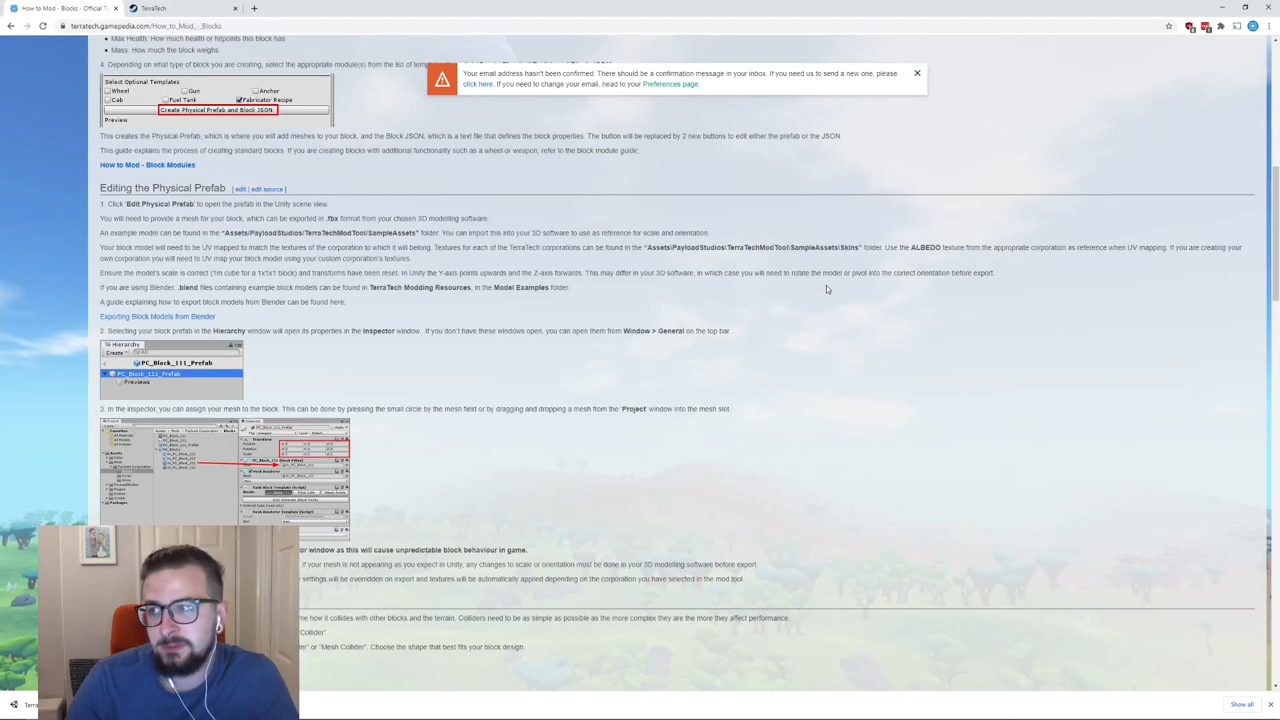 How to Mod - Blocks - Official T
TerraTech
terratech.gamepedia.com/How_to_Mod_-_Blocks
Max Health: How much health or hitpoints this block has
Mass: How much the block weighs
4. Depending on what type of block you are creating, select the appropriate module(s) from the list of
Your email address hasn't been confirmed. There should be a confirmation message in your inbox. If you need us to send a new one, please
click here. If you need to change your email, head to your Preferences page.
Select Optional Templates
Wheel Gun Anchor
Cab Fuel Tank Fabricator Recipe
Create Physical Prefab and Block JSON
Preview
This creates the Physical Prefab, which is where you will add meshes to your block, and the Block JSON, which is a text file that defines the block properties. The button will be replaced by 2 new buttons to edit either the prefab or the JSON.
This guide explains the process of creating standard blocks. If you are creating blocks with additional functionality such as a wheel or weapon, refer to the block module guide;
How to Mod - Block Modules
Editing the Physical Prefab [ edit | edit source ]
1. Click 'Edit Physical Prefab' to open the prefab in the Unity scene view.
You will need to provide a mesh for your block, which can be exported in .fbx format from your chosen 3D modelling software.
An example model can be found in the "Assets/PayloadStudios/TerraTechModTool/SampleAssets" folder. You can import this into your 3D software to use as reference for scale and orientation.
Your block model will need to be UV mapped to match the textures of the corporation to which it will belong. Textures for each of the TerraTech corporations can be found in the "Assets\PayloadStudios\TerraTechModTool\SampleAssets\Skins" folder. Use the ALBEDO texture from the appropriate corporation as reference when UV mapping. If you are creating your
own corporation you will need to UV map your block model using your custom corporation's textures.
Ensure the model's scale is correct (1m cube for a 1x1x1 block) and transforms have been reset. In Unity the Y-axis points upwards and the Z-axis forwards. This may differ in your 3D software, in which case you will need to rotate the model or pivot into the correct orientation before export.
If you are using Blender, .blend files containing example block models can be found in TerraTech Modding Resources, in the Model Examples folder.
A guide explaining how to export block models from Blender can be found here;
Exporting Block Models from Blender
2. Selecting your block prefab in the Hierarchy window will open its properties in the Inspector window. If you don't have these windows open, you can open them from Window > General on the top bar
Hierarchy
Create
PC_Block_111_Prefab
PC_Block_111_Prefab
Previews
3. In the inspector, you can assign your mesh to the block. This can be done by pressing the small circle by the mesh field or by dragging and dropping a mesh from the 'Project' window into the mesh slot.
or window as this will cause unpredictable block behaviour in game.
If your mesh is not appearing as you expect in Unity, any changes to scale or orientation must be done in your 3D modelling software before export.
settings will be overridden on export and textures will be automatically applied depending on the corporation you have selected in the mod tool.
me how it collides with other blocks and the terrain. Colliders need to be as simple as possible as the more complex they are the more they affect performance.
Collider"
der" or "Mesh Collider". Choose the shape that best fits your block design.
Terra
Show all